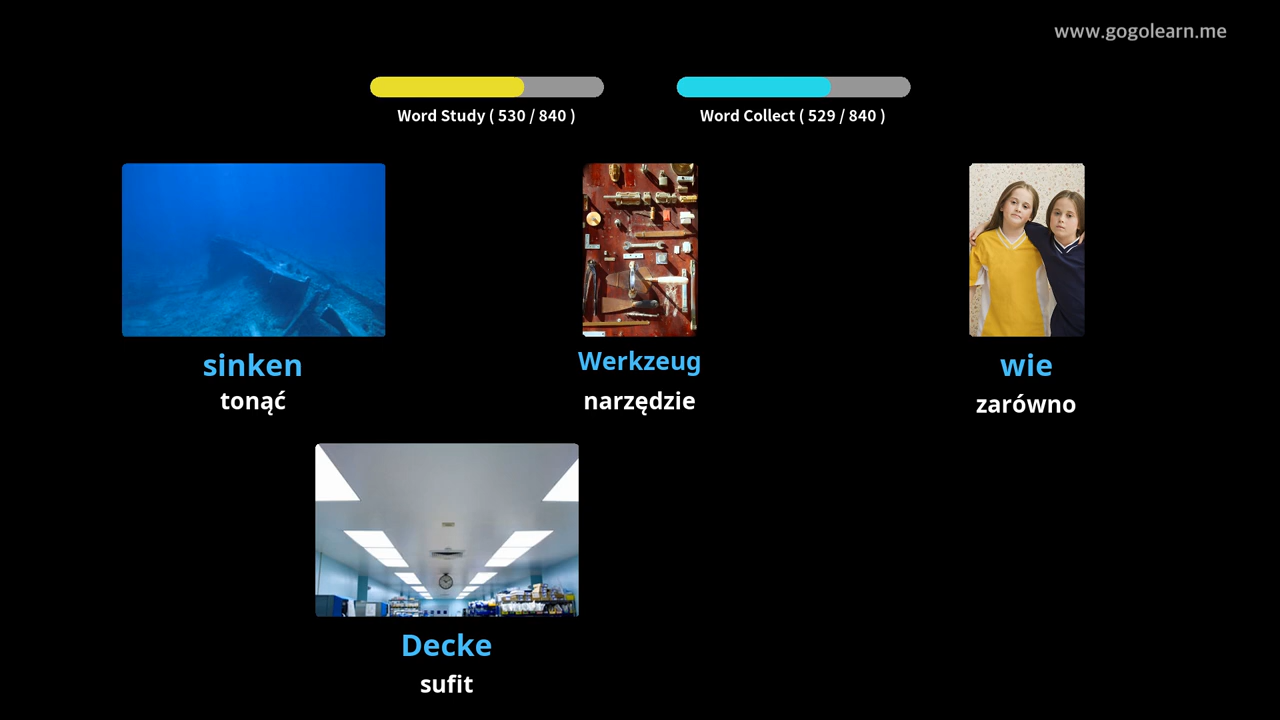 www.gogolearn.me
Word Study ( 530 / 840 )
Word Collect ( 529 / 840 )
sinken
tonąć
Werkzeug
narzędzie
wie
zarówno
Decke
sufit